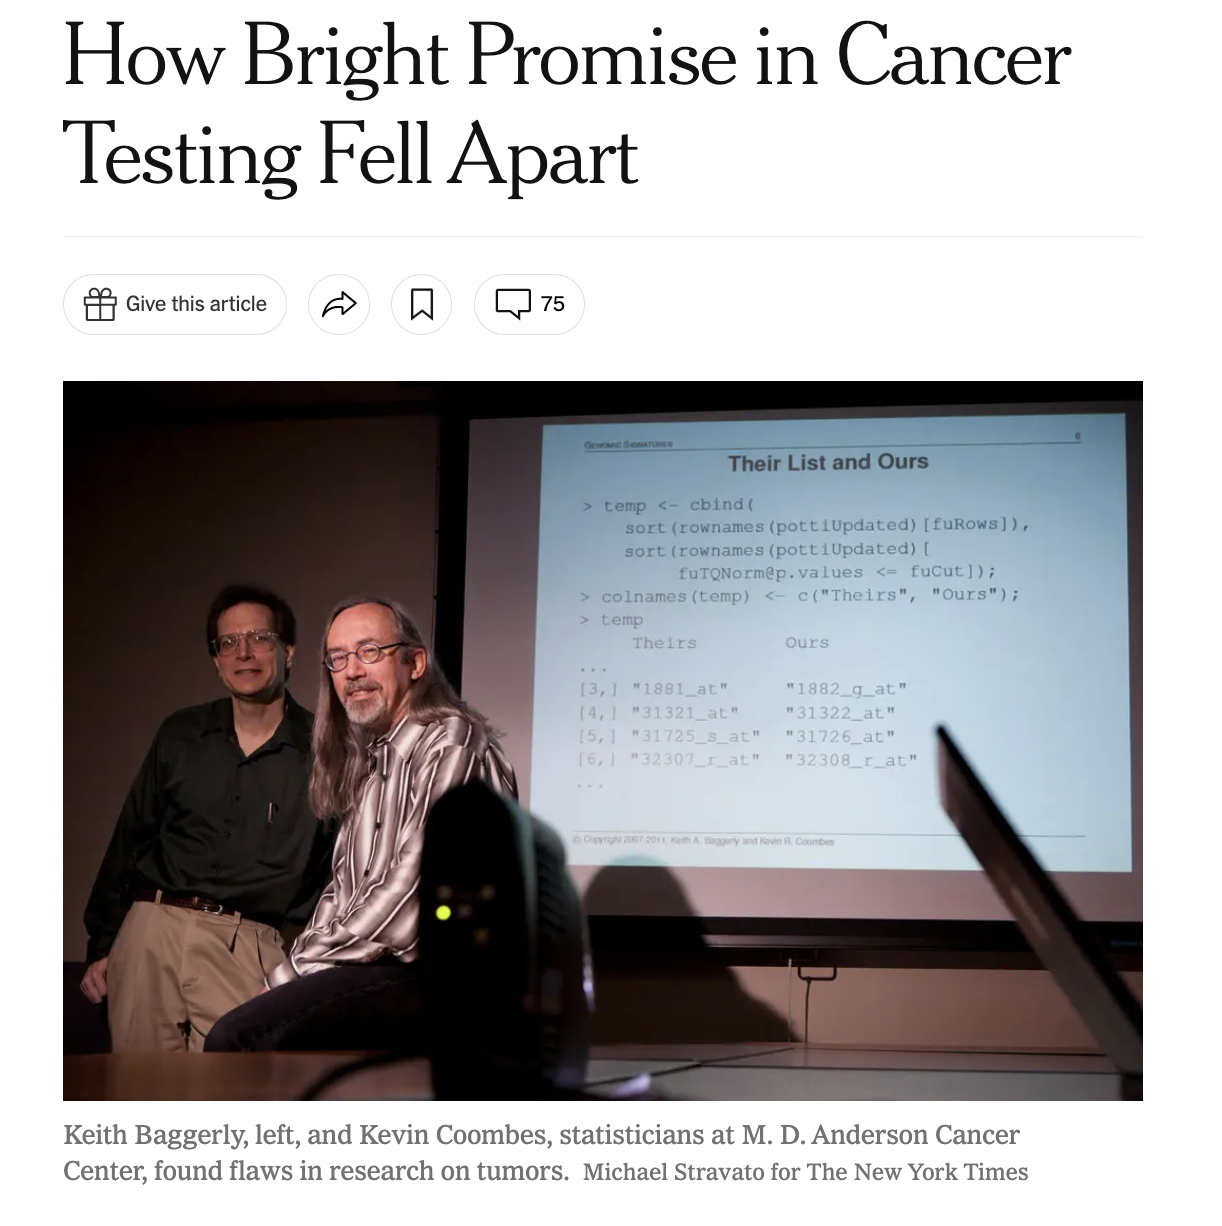 How Bright Promise in Cancer
Testing Fell Apart
Give this article
75
GENOMIC SIGNATURES
6
Their List and Ours
> temp <- cbind(
sort(rownames(pottiUpdated)[fuRows]),
sort(rownames(pottiUpdated)[
fuTQNorm@p.values <= fuCut]);
> colnames(temp) <- c("Theirs", "Ours");
> temp
Theirs Ours
...
[3,] "1881_at" "1882_g_at"
[4,] "31321_at" "31322_at"
[5,] "31725_s_at" "31726_at"
[6,] "32307_r_at" "32308_r_at"
...
© Copyright 2007-2011, Keith A. Baggerly and Kevin R. Coombes
Keith Baggerly, left, and Kevin Coombes, statisticians at M. D. Anderson Cancer
Center, found flaws in research on tumors. Michael Stravato for The New York Times